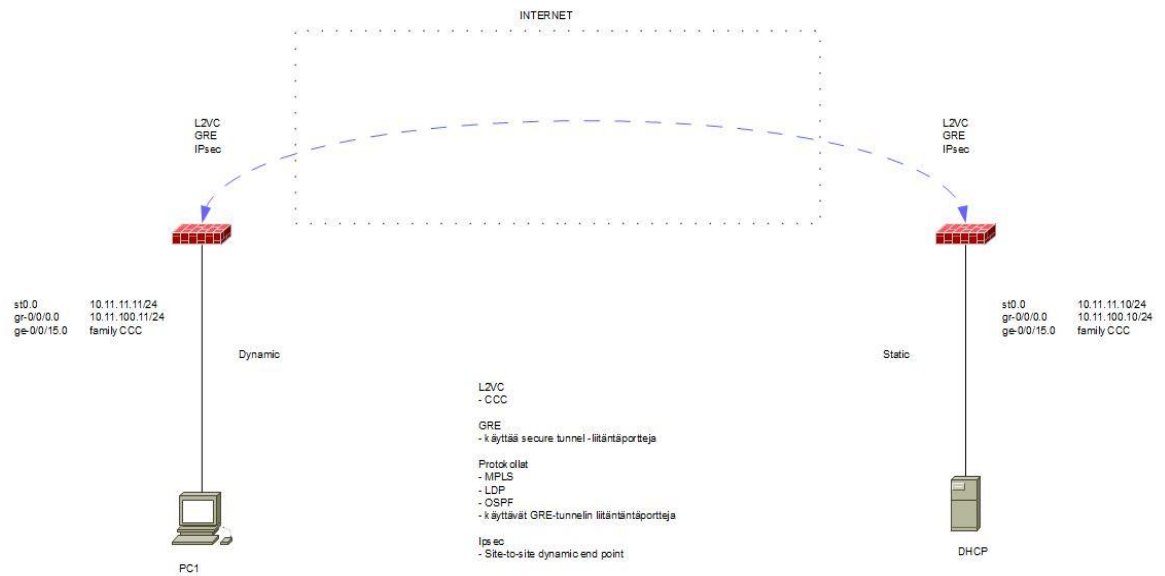 INTERNET
L2VC
GRE
IPsec
L2VC
GRE
IPsec
st0.0 10.11.11.11/24
gr-0/0/0.0 10.11.100.11/24
ge-0/0/15.0 family CCC
st0.0 10.11.11.10/24
gr-0/0/0.0 10.11.100.10/24
ge-0/0/15.0 family CCC
Dynamic
Static
L2VC
- CCC
GRE
- käyttää secure tunnel -liitäntäportteja
Protokollat
- MPLS
- LDP
- OSPF
- käyttävät GRE-tunnelin liitäntäntäportteja
Ipsec
- Site-to-site dynamic end point
PC1
DHCP